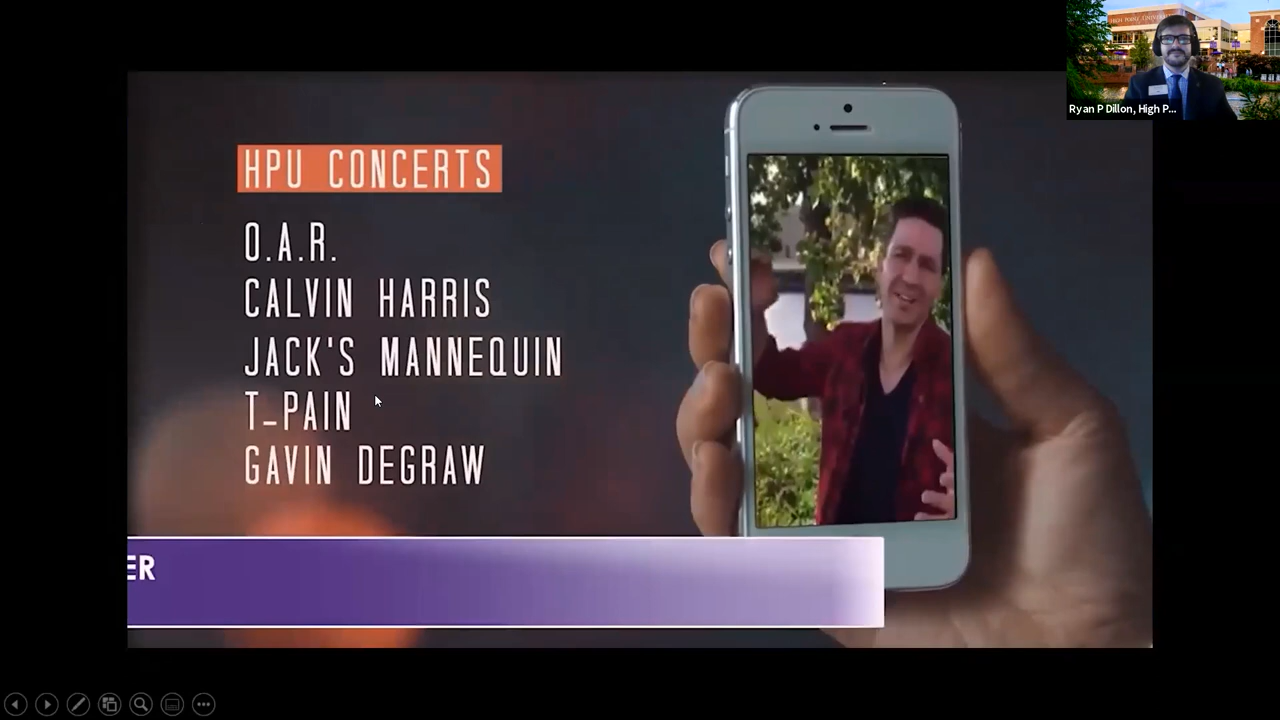 HPU CONCERTS
O.A.R.
CALVIN HARRIS
JACK'S MANNEQUIN
T-PAIN
GAVIN DEGRAW
ER
Ryan P Dillon, High P...